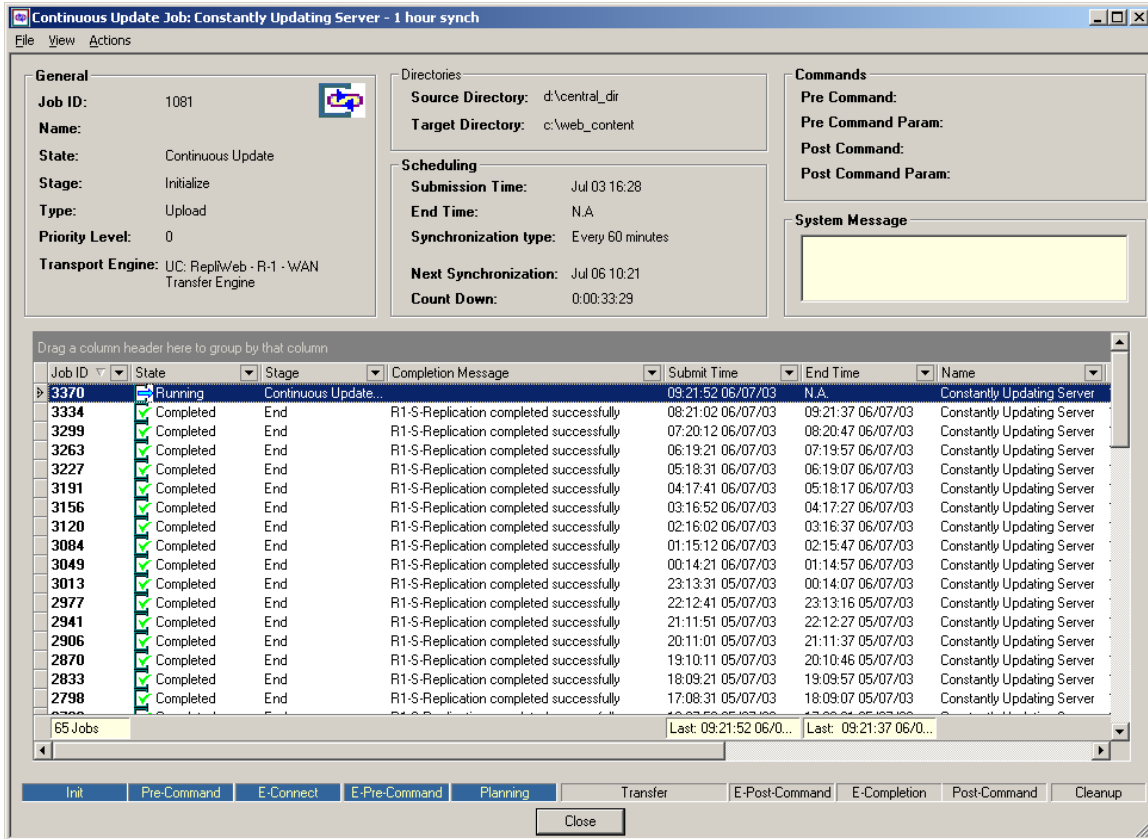 Continuous Update Job: Constantly Updating Server - 1 hour synch
File View Actions
General
Job ID: 1081
Name:
State: Continuous Update
Stage: Initialize
Type: Upload
Priority Level: 0
Transport Engine: UC: RepliWeb - R-1 - WAN
Transfer Engine
Directories
Source Directory: d:\central_dir
Target Directory: c:\web_content
Scheduling
Submission Time: Jul 03 16:28
End Time: N.A
Synchronization type: Every 60 minutes
Next Synchronization: Jul 06 10:21
Count Down: 0:00:33:29
Commands
Pre Command:
Pre Command Param:
Post Command:
Post Command Param:
System Message
Drag a column header here to group by that column
Job ID State Stage Completion Message Submit Time End Time Name
3370 Running Continuous Update... 09:21:52 06/07/03 N.A. Constantly Updating Server
3334 Completed End R1-S-Replication completed successfully 08:21:02 06/07/03 09:21:37 06/07/03 Constantly Updating Server
3299 Completed End R1-S-Replication completed successfully 07:20:12 06/07/03 08:20:47 06/07/03 Constantly Updating Server
3263 Completed End R1-S-Replication completed successfully 06:19:21 06/07/03 07:19:57 06/07/03 Constantly Updating Server
3227 Completed End R1-S-Replication completed successfully 05:18:31 06/07/03 06:19:07 06/07/03 Constantly Updating Server
3191 Completed End R1-S-Replication completed successfully 04:17:41 06/07/03 05:18:17 06/07/03 Constantly Updating Server
3156 Completed End R1-S-Replication completed successfully 03:16:52 06/07/03 04:17:27 06/07/03 Constantly Updating Server
3120 Completed End R1-S-Replication completed successfully 02:16:02 06/07/03 03:16:37 06/07/03 Constantly Updating Server
3084 Completed End R1-S-Replication completed successfully 01:15:12 06/07/03 02:15:47 06/07/03 Constantly Updating Server
3049 Completed End R1-S-Replication completed successfully 00:14:21 06/07/03 01:14:57 06/07/03 Constantly Updating Server
3013 Completed End R1-S-Replication completed successfully 23:13:31 05/07/03 00:14:07 06/07/03 Constantly Updating Server
2977 Completed End R1-S-Replication completed successfully 22:12:41 05/07/03 23:13:16 05/07/03 Constantly Updating Server
2941 Completed End R1-S-Replication completed successfully 21:11:51 05/07/03 22:12:27 05/07/03 Constantly Updating Server
2906 Completed End R1-S-Replication completed successfully 20:11:01 05/07/03 21:11:37 05/07/03 Constantly Updating Server
2870 Completed End R1-S-Replication completed successfully 19:10:11 05/07/03 20:10:46 05/07/03 Constantly Updating Server
2833 Completed End R1-S-Replication completed successfully 18:09:21 05/07/03 19:09:57 05/07/03 Constantly Updating Server
2798 Completed End R1-S-Replication completed successfully 17:08:31 05/07/03 18:09:07 05/07/03 Constantly Updating Server
65 Jobs Last: 09:21:52 06/0... Last: 09:21:37 06/0...
Init Pre-Command E-Connect E-Pre-Command Planning Transfer E-Post-Command E-Completion Post-Command Cleanup
Close